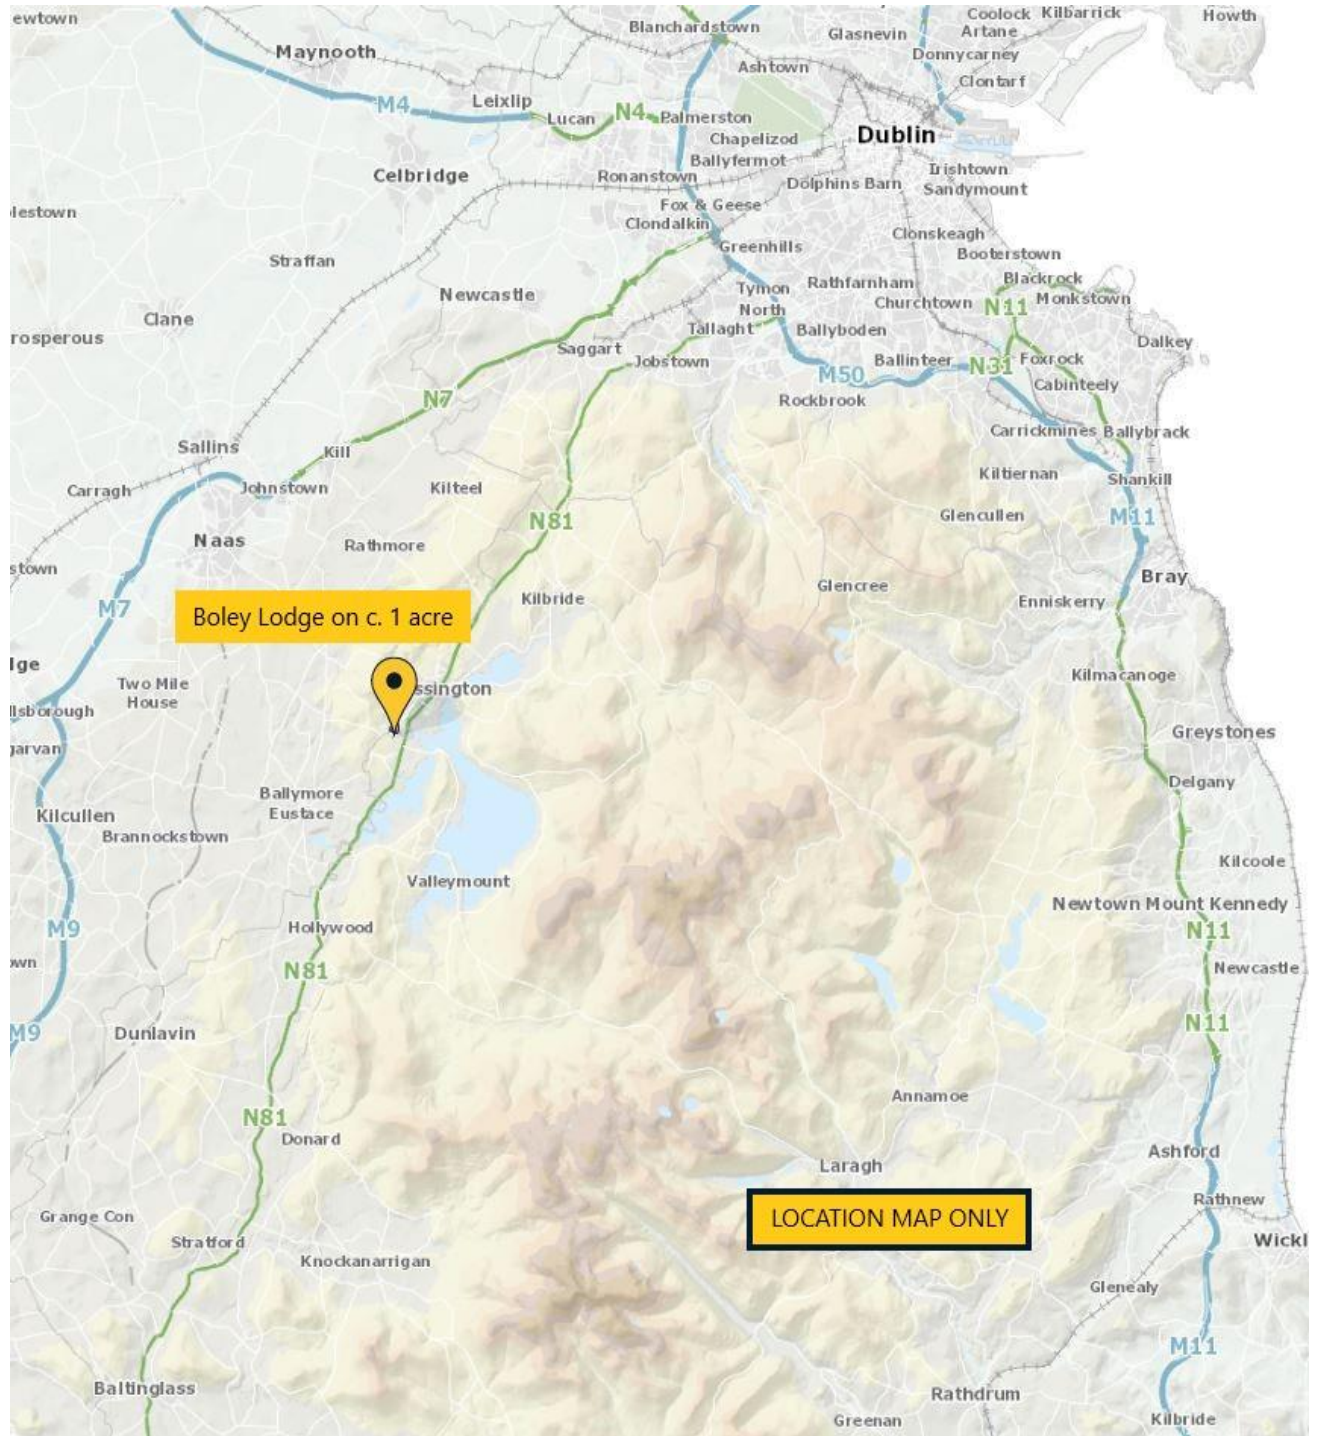 ewtown
Maynooth
Blanchardstown
Glasnevin
Coolock
Kilbarrick
Artane
Howth
Donnycarney
Ashtown
Clontarf
M4
Leixlip
Lucan
N4
Palmerston
Chapelizod
Dublin
Ballyfermot
Celbridge
Ronanstown
Dolphins Barn
Irishtown
Sandymount
lestown
Fox & Geese
Clondalkin
Clonskeagh
Greenhills
Booterstown
Straffan
Blackrock
Newcastle
Tymon
North
Rathfarnham
Churchtown
N11
Monkstown
Clane
rosperous
Tallaght
Ballyboden
Dalkey
Saggart
Jobstown
Ballinteer
N31
Foxrock
M50
Cabinteely
N7
Rockbrook
Carrickmines
Ballybrack
Sallins
Kill
Kiltiernan
Shankill
Carragh
Johnstown
Kilteel
Glencullen
M11
N81
Naas
Rathmore
stown
Bray
Glencree
Enniskerry
Kilbride
M7
Boley Lodge on c. 1 acre
lge
Two Mile
House
ssington
Kilmacanoge
llsborough
garvan
Greystones
Delgany
Ballymore
Eustace
Kilcullen
Brannockstown
Kilcoole
Valleymount
Newtown Mount Kennedy
M9
Hollywood
N11
own
N81
Newcastle
M9
Dunlavin
N11
Annamoe
N81
Donard
Ashford
Laragh
Rathnew
LOCATION MAP ONLY
Grange Con
Stratford
Wickl
Knockanarrigan
Glenealy
M11
Baltinglass
Rathdrum
Greenan
Kilbride